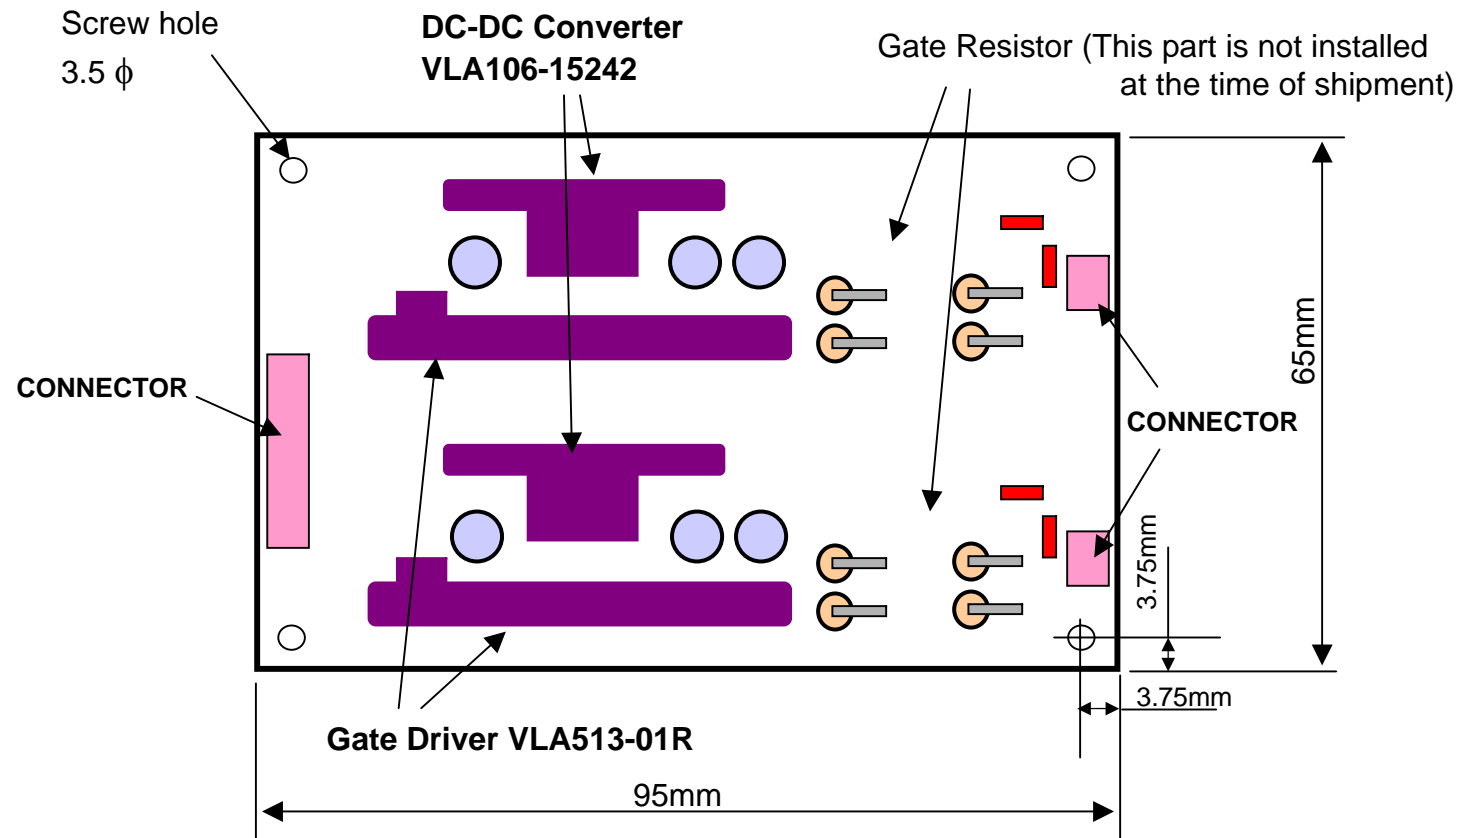 Screw hole
3.5 ϕ
DC-DC Converter
VLA106-15242
Gate Resistor (This part is not installed
at the time of shipment)
CONNECTOR
65mm
CONNECTOR
3.75mm
3.75mm
Gate Driver VLA513-01R
95mm